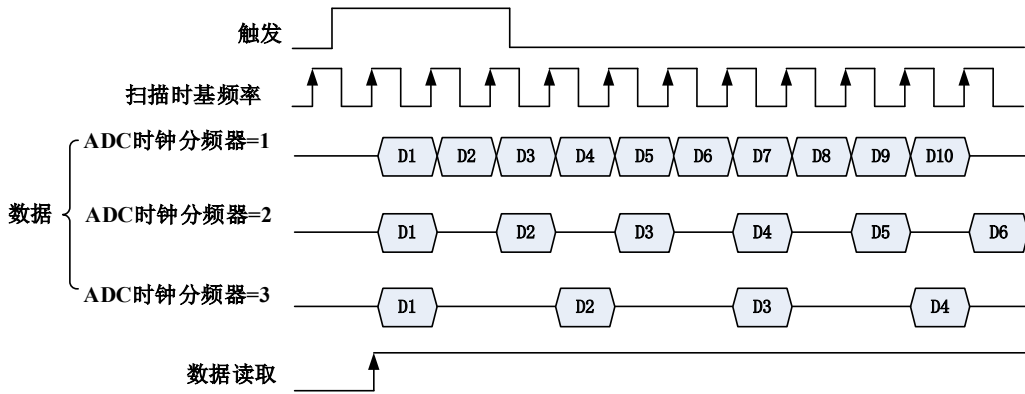 触发
扫描时基频率
ADC时钟分频器=1
D1 D2 D3 D4 D5 D6 D7 D8 D9 D10
数据
ADC时钟分频器=2
D1 D2 D3 D4 D5 D6
ADC时钟分频器=3
D1 D2 D3 D4
数据读取